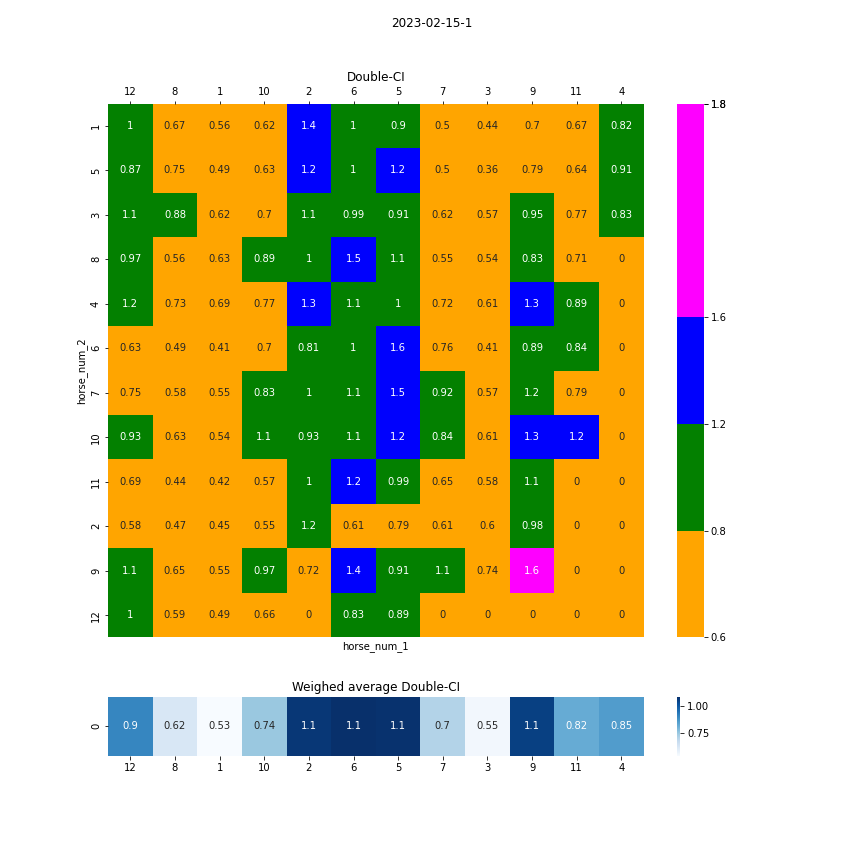 2023-02-15-1
Double-CI
12 8 1 10 2 6 5 7 3 9 11 4
1 1 0.67 0.56 0.62 1.4 1 0.9 0.5 0.44 0.7 0.67 0.82
5 0.87 0.75 0.49 0.63 1.2 1 1.2 0.5 0.36 0.79 0.64 0.91
3 1.1 0.88 0.62 0.7 1.1 0.99 0.91 0.62 0.57 0.95 0.77 0.83
8 0.97 0.56 0.63 0.89 1 1.5 1.1 0.55 0.54 0.83 0.71 0
4 1.2 0.73 0.69 0.77 1.3 1.1 1 0.72 0.61 1.3 0.89 0
6 0.63 0.49 0.41 0.7 0.81 1 1.6 0.76 0.41 0.89 0.84 0
7 0.75 0.58 0.55 0.83 1 1.1 1.5 0.92 0.57 1.2 0.79 0
10 0.93 0.63 0.54 1.1 0.93 1.1 1.2 0.84 0.61 1.3 1.2 0
11 0.69 0.44 0.42 0.57 1 1.2 0.99 0.65 0.58 1.1 0 0
2 0.58 0.47 0.45 0.55 1.2 0.61 0.79 0.61 0.6 0.98 0 0
9 1.1 0.65 0.55 0.97 0.72 1.4 0.91 1.1 0.74 1.6 0 0
12 1 0.59 0.49 0.66 0 0.83 0.89 0 0 0 0 0
horse_num_2
horse_num_1
1.8
1.6
1.2
0.8
0.6
Weighed average Double-CI
0 0.9 0.62 0.53 0.74 1.1 1.1 1.1 0.7 0.55 1.1 0.82 0.85
12 8 1 10 2 6 5 7 3 9 11 4
1.00
0.75